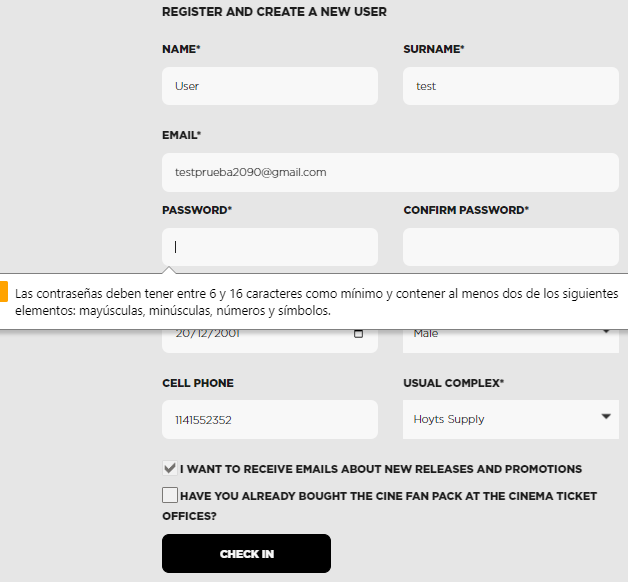 REGISTER AND CREATE A NEW USER
NAME* SURNAME*
User test
EMAIL*
testprueba2090@gmail.com
PASSWORD* CONFIRM PASSWORD*
Las contraseñas deben tener entre 6 y 16 caracteres como mínimo y contener al menos dos de los siguientes
elementos: mayúsculas, minúsculas, números y símbolos.
20/12/2001 Male
CELL PHONE USUAL COMPLEX*
1141552352 Hoyts Supply
I WANT TO RECEIVE EMAILS ABOUT NEW RELEASES AND PROMOTIONS
HAVE YOU ALREADY BOUGHT THE CINE FAN PACK AT THE CINEMA TICKET
OFFICES?
CHECK IN